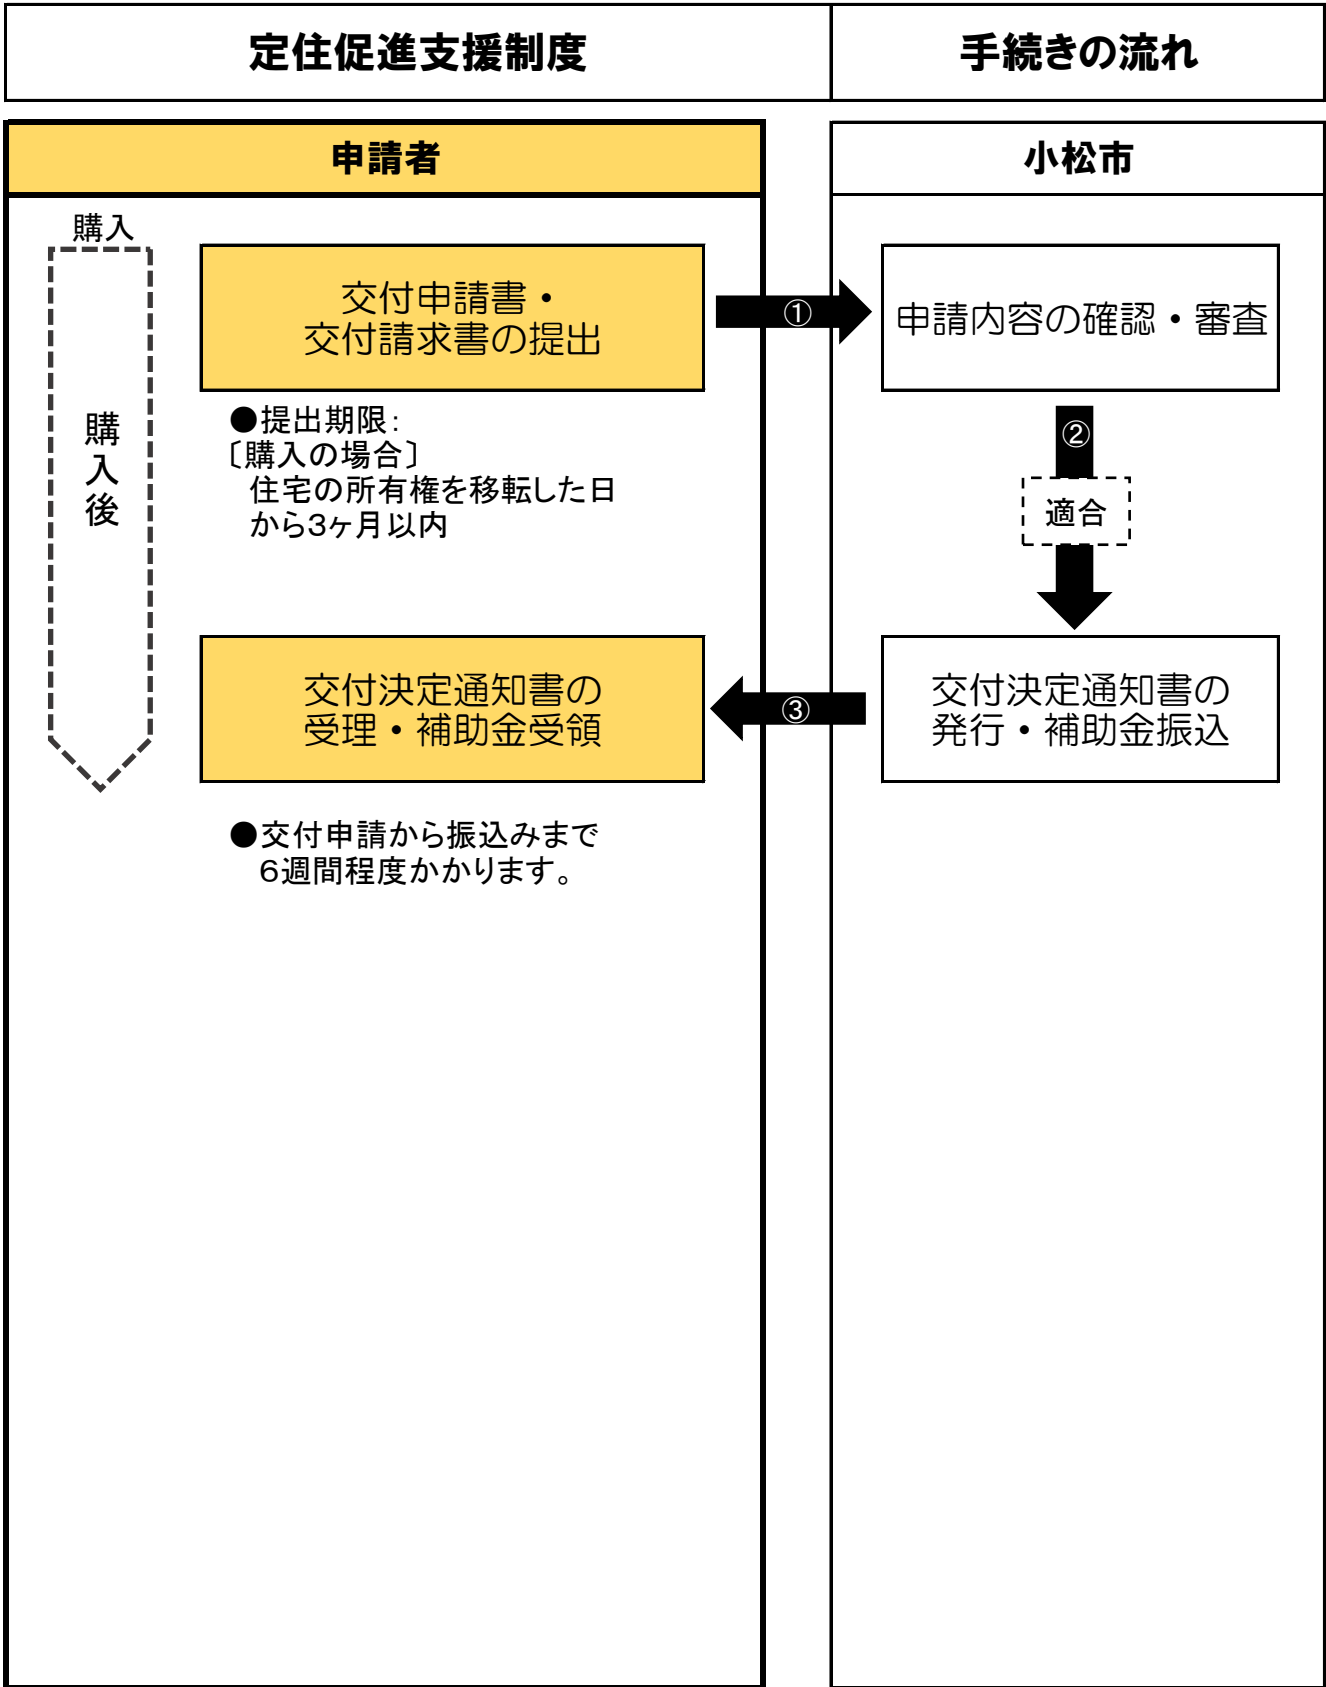 定住促進支援制度
手続きの流れ
申請者
小松市
購入
購入後
交付申請書・
交付請求書の提出
①
申請内容の確認・審査
●提出期限:
〔購入の場合〕
住宅の所有権を移転した日
から3ヶ月以内
②
適合
交付決定通知書の
受理・補助金受領
③
交付決定通知書の
発行・補助金振込
●交付申請から振込みまで
6週間程度かかります。